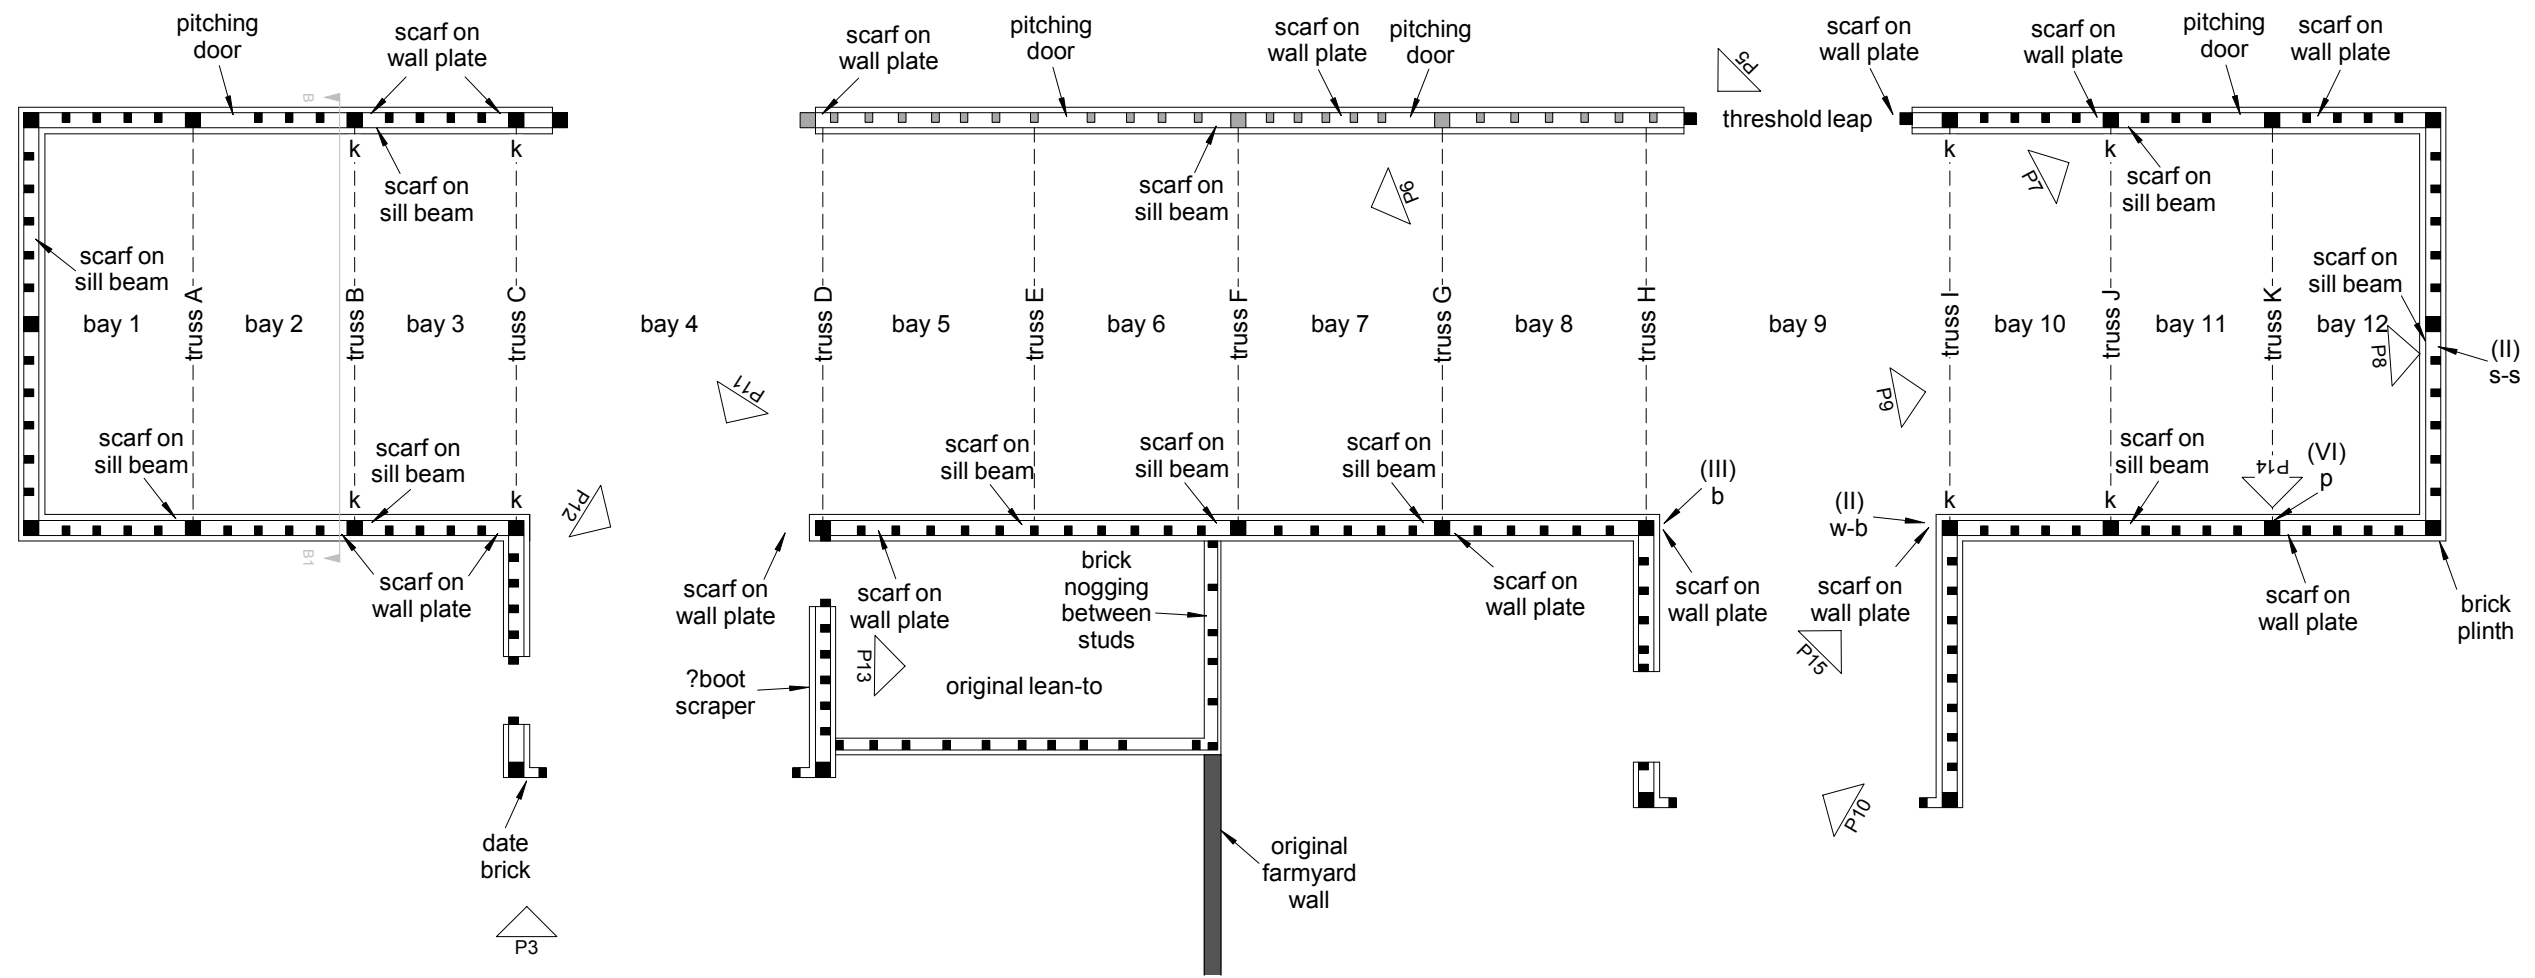 pitching
door
scarf on
wall plate
scarf on
wall plate
pitching
door
scarf on
wall plate
pitching
door
P5
scarf on
wall plate
scarf on
wall plate
pitching
door
scarf on
wall plate
B
threshold leap
k
k
k
k
scarf on
sill beam
scarf on
sill beam
P6
P7
scarf on
sill beam
scarf on
sill beam
scarf on
sill beam
bay 1
truss A
bay 2
truss B
bay 3
truss C
bay 4
truss D
bay 5
truss E
bay 6
truss F
bay 7
truss G
bay 8
truss H
bay 9
truss I
bay 10
truss J
bay 11
truss K
bay 12
P8
(II)
s-s
P11
P9
scarf on
sill beam
scarf on
sill beam
scarf on
sill beam
scarf on
sill beam
scarf on
sill beam
(III)
b
scarf on
sill beam
P14
(VI)
p
k
k
P12
(II)
w-b
k
k
B1
scarf on
wall plate
scarf on
wall plate
scarf on
wall plate
brick
nogging
between
studs
scarf on
wall plate
scarf on
wall plate
scarf on
wall plate
scarf on
wall plate
brick
plinth
P13
P15
?boot
scraper
original lean-to
P10
date
brick
original
farmyard
wall
P3